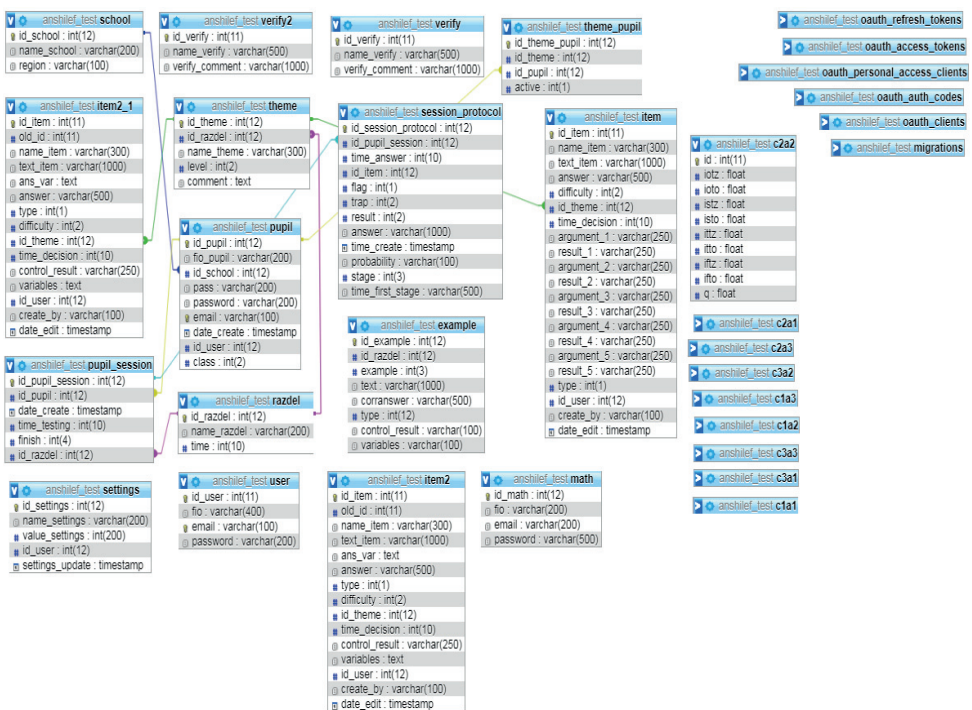 anshilef_test school
id_school : int(12)
name_school : varchar(200)
region : varchar(100)
anshilef_test verify2
id_verify : int(11)
name_verify : varchar(500)
verify_comment : varchar(1000)
anshilef_test verify
id_verify : int(11)
name_verify : varchar(500)
verify_comment : varchar(1000)
anshilef_test theme_pupil
id_theme_pupil : int(12)
id_theme : int(12)
id_pupil : int(12)
active : int(1)
anshilef_test oauth_refresh_tokens
anshilef_test oauth_access_tokens
anshilef_test oauth_personal_access_clients
anshilef_test oauth_auth_codes
anshilef_test oauth_clients
anshilef_test migrations
anshilef_test item2_1
id_item : int(11)
old_id : int(11)
name_item : varchar(300)
text_item : varchar(1000)
ans_var : text
answer : varchar(500)
type : int(1)
difficulty : int(2)
id_theme : int(12)
time_decision : int(10)
control_result : varchar(250)
variables : text
id_user : int(12)
create_by : varchar(100)
date_edit : timestamp
anshilef_test theme
id_theme : int(12)
id_razdel : int(12)
name_theme : varchar(300)
level : int(2)
comment : text
anshilef_test session_protocol
id_session_protocol : int(12)
id_pupil_session : int(12)
time_answer : int(10)
id_item : int(12)
flag : int(1)
trap : int(2)
result : int(2)
answer : varchar(1000)
time_create : timestamp
probability : varchar(100)
stage : int(3)
time_first_stage : varchar(500)
anshilef_test item
id_item : int(11)
name_item : varchar(300)
text_item : varchar(1000)
answer : varchar(500)
difficulty : int(2)
id_theme : int(12)
time_decision : int(10)
argument_1 : varchar(250)
result_1 : varchar(250)
argument_2 : varchar(250)
result_2 : varchar(250)
argument_3 : varchar(250)
result_3 : varchar(250)
argument_4 : varchar(250)
result_4 : varchar(250)
argument_5 : varchar(250)
result_5 : varchar(250)
type : int(1)
id_user : int(12)
create_by : varchar(100)
date_edit : timestamp
anshilef_test c2a2
id : int(11)
iotz : float
ioto : float
istz : float
isto : float
ittz : float
itto : float
iftz : float
ifto : float
q : float
anshilef_test pupil
id_pupil : int(12)
fio_pupil : varchar(200)
id_school : int(12)
pass : varchar(200)
password : varchar(200)
email : varchar(100)
date_create : timestamp
id_user : int(12)
class : int(2)
anshilef_test c2a1
anshilef_test c2a3
anshilef_test c3a2
anshilef_test c1a3
anshilef_test c1a2
anshilef_test c3a3
anshilef_test c3a1
anshilef_test c1a1
anshilef_test example
id_example : int(12)
id_razdel : int(12)
example : int(3)
text : varchar(1000)
corranswer : varchar(500)
type : int(12)
control_result : varchar(100)
variables : varchar(100)
anshilef_test pupil_session
id_pupil_session : int(12)
id_pupil : int(12)
date_create : timestamp
time_testing : int(10)
finish : int(4)
id_razdel : int(12)
anshilef_test razdel
id_razdel : int(12)
name_razdel : varchar(200)
time : int(10)
anshilef_test settings
id_settings : int(12)
name_settings : varchar(200)
value_settings : int(200)
id_user : int(12)
settings_update : timestamp
anshilef_test user
id_user : int(11)
fio : varchar(400)
email : varchar(100)
password : varchar(200)
anshilef_test item2
id_item : int(11)
old_id : int(11)
name_item : varchar(300)
text_item : varchar(1000)
ans_var : text
answer : varchar(500)
type : int(1)
difficulty : int(2)
id_theme : int(12)
time_decision : int(10)
control_result : varchar(250)
variables : text
id_user : int(12)
create_by : varchar(100)
date_edit : timestamp
anshilef_test math
id_math : int(12)
fio : varchar(200)
email : varchar(200)
password : varchar(500)